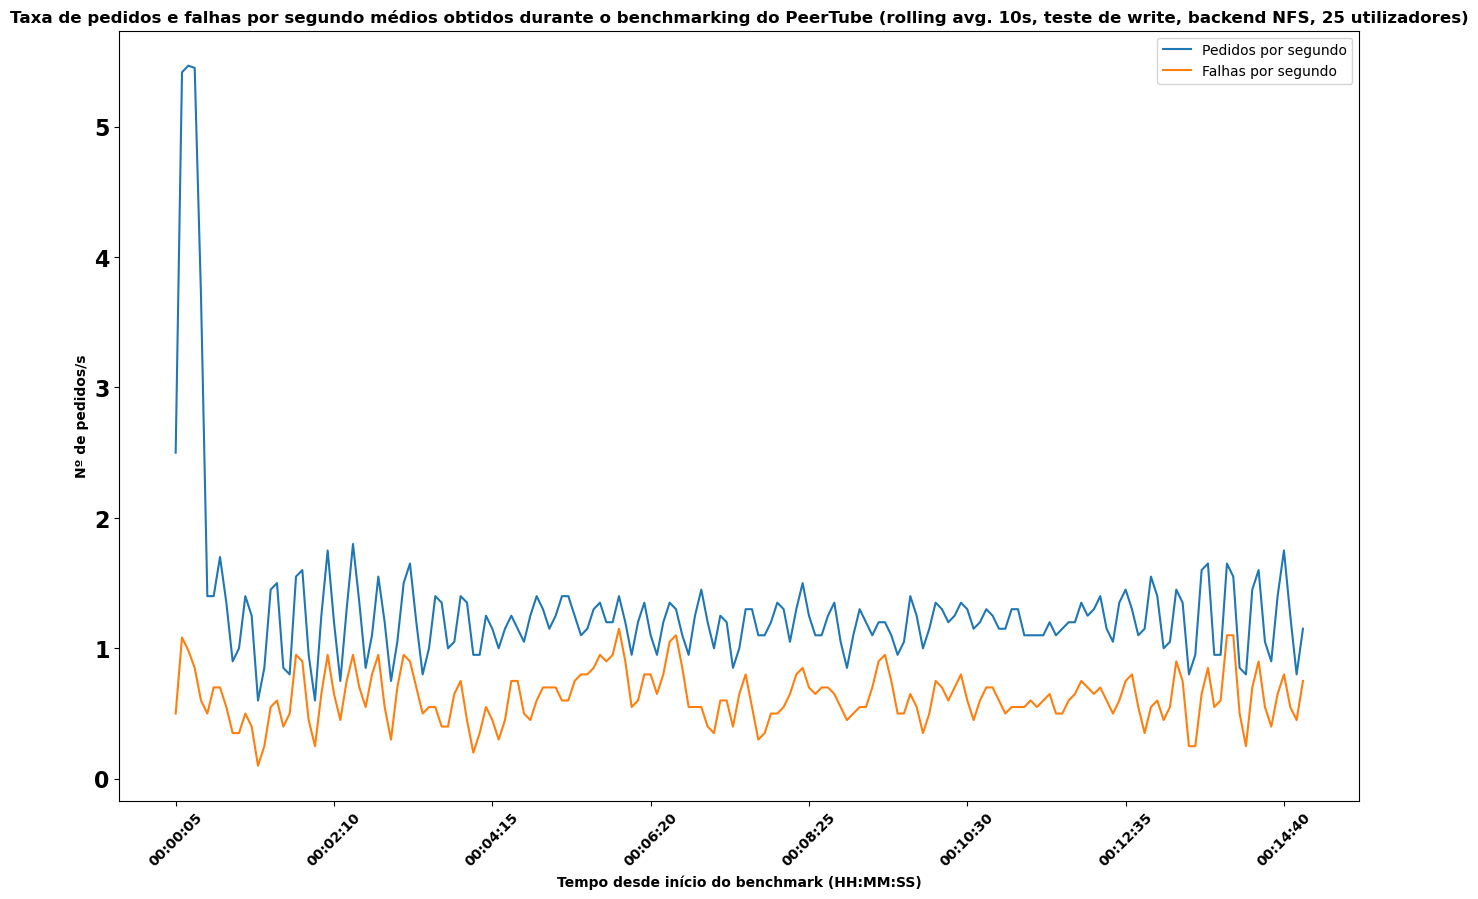 Taxa de pedidos e falhas por segundo médios obtidos durante o benchmarking do PeerTube (rolling avg. 10s, teste de write, backend NFS, 25 utilizadores)
Pedidos por segundo
Falhas por segundo
Nº de pedidos/s
5
4
3
2
1
0
00:00:05
00:02:10
00:04:15
00:06:20
00:08:25
00:10:30
00:12:35
00:14:40
Tempo desde início do benchmark (HH:MM:SS)